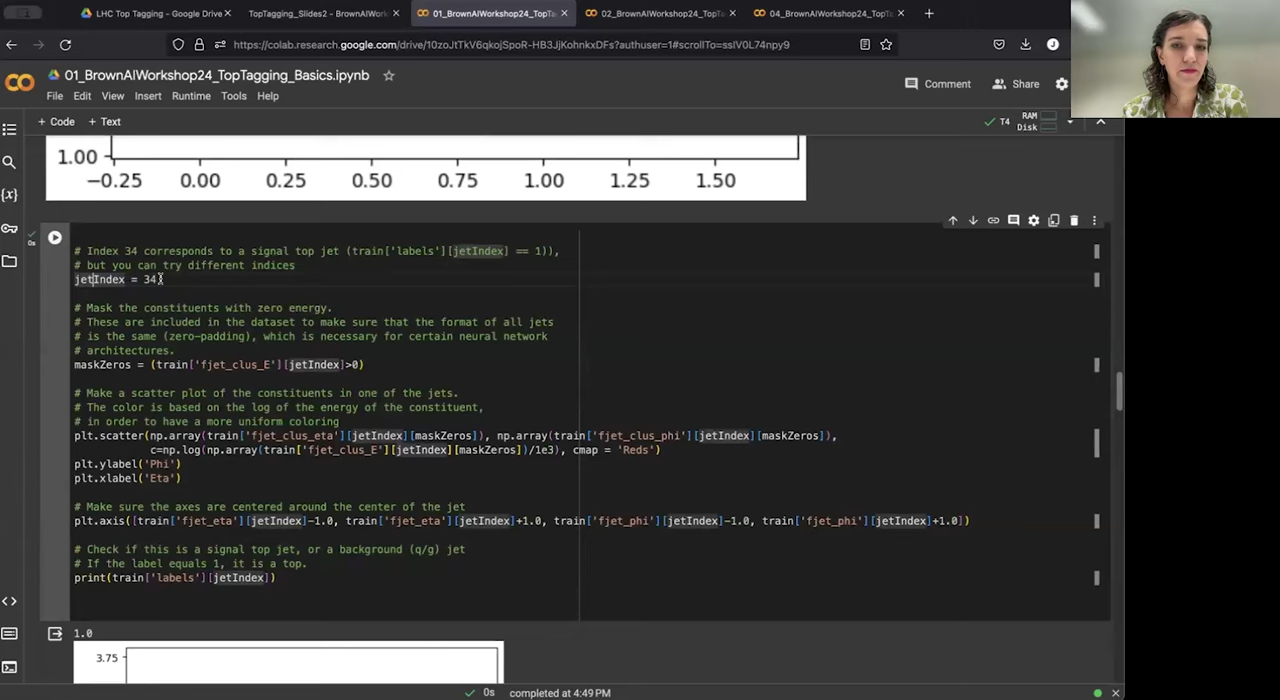 LHC Top Tagging - Google Drive
TopTagging_Slides2 - BrownAIWork
01_BrownAIWorkshop24_TopTa
02_BrownAIWorkshop24_TopT
04_BrownAIWorkshop24_TopTa
https://colab.research.google.com/drive/10zoJtTkV6qkojSpoR-HB3JjKohnkxDFs?authuser=1#scrollTo=sslV0L74npy9
01_BrownAIWorkshop24_TopTagging_Basics.ipynb
Comment
Share
File Edit View Insert Runtime Tools Help
+ Code + Text
T4
RAM
Disk
1.00
−0.25 0.00 0.25 0.50 0.75 1.00 1.25 1.50
0s
# Index 34 corresponds to a signal top jet (train['labels'][jetIndex] == 1)),
# but you can try different indices
jetIndex = 34
# Mask the constituents with zero energy.
# These are included in the dataset to make sure that the format of all jets
# is the same (zero-padding), which is necessary for certain neural network
# architectures.
maskZeros = (train['fjet_clus_E'][jetIndex]>0)
# Make a scatter plot of the constituents in one of the jets.
# The color is based on the log of the energy of the constituent,
# in order to have a more uniform coloring
plt.scatter(np.array(train['fjet_clus_eta'][jetIndex][maskZeros]), np.array(train['fjet_clus_phi'][jetIndex][maskZeros]),
c=np.log(np.array(train['fjet_clus_E'][jetIndex][maskZeros])/1e3), cmap = 'Reds')
plt.ylabel('Phi')
plt.xlabel('Eta')
# Make sure the axes are centered around the center of the jet
plt.axis([train['fjet_eta'][jetIndex]-1.0, train['fjet_eta'][jetIndex]+1.0, train['fjet_phi'][jetIndex]-1.0, train['fjet_phi'][jetIndex]+1.0])
# Check if this is a signal top jet, or a background (q/g) jet
# If the label equals 1, it is a top.
print(train['labels'][jetIndex])
1.0
3.75
0s completed at 4:49 PM